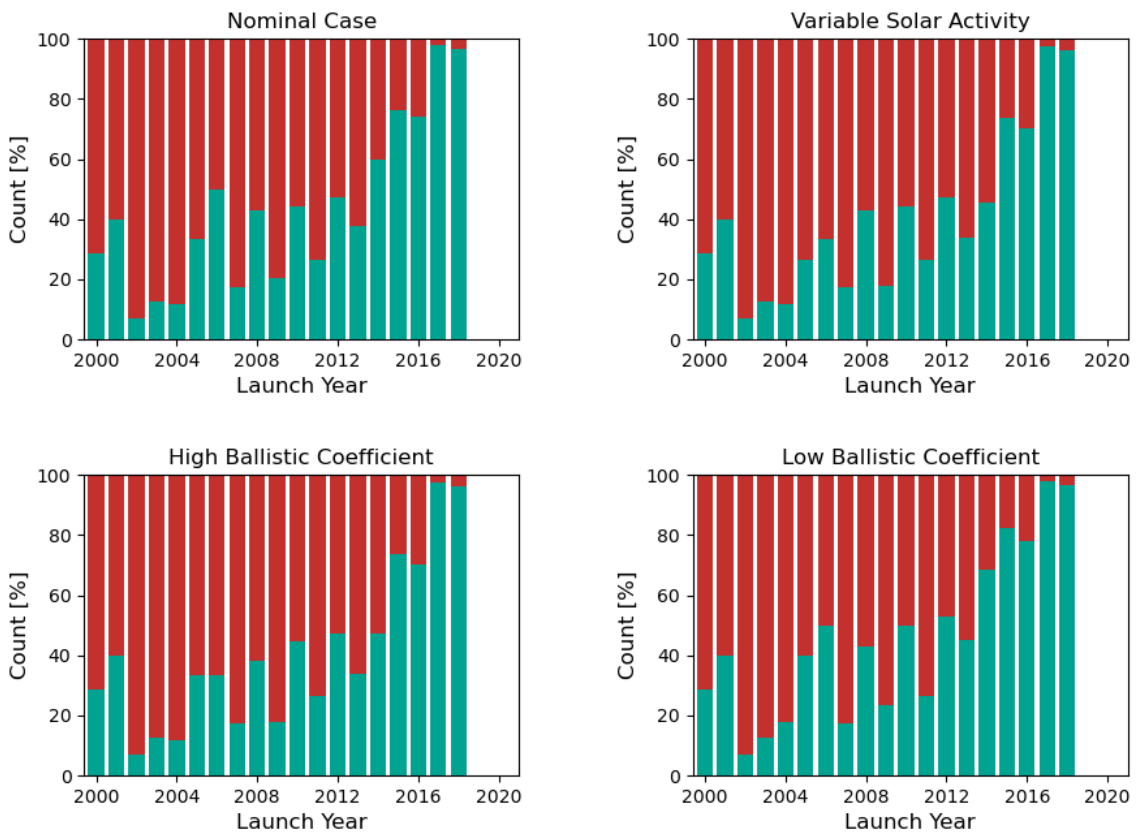 Nominal Case
100
80
60
40
20
0
Count [%]
2000 2004 2008 2012 2016 2020
Launch Year
Variable Solar Activity
100
80
60
40
20
0
Count [%]
2000 2004 2008 2012 2016 2020
Launch Year
High Ballistic Coefficient
100
80
60
40
20
0
Count [%]
2000 2004 2008 2012 2016 2020
Launch Year
Low Ballistic Coefficient
100
80
60
40
20
0
Count [%]
2000 2004 2008 2012 2016 2020
Launch Year